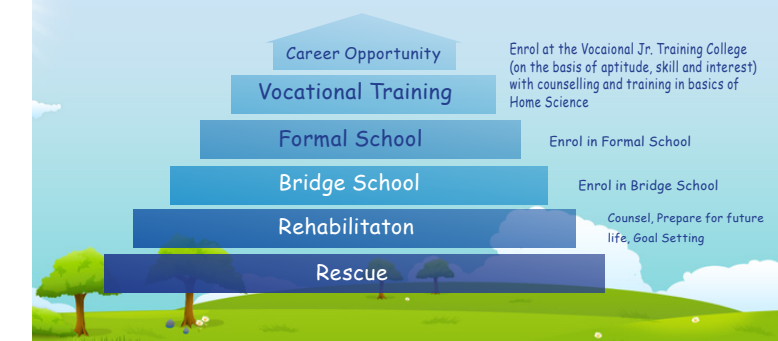 Career Opportunity
Enrol at the Vocaional Jr. Training College
(on the basis of aptitude, skill and interest)
with counselling and training in basics of
Home Science
Vocational Training
Formal School
Enrol in Formal School
Bridge School
Enrol in Bridge School
Rehabilitaton
Counsel, Prepare for future
life, Goal Setting
Rescue